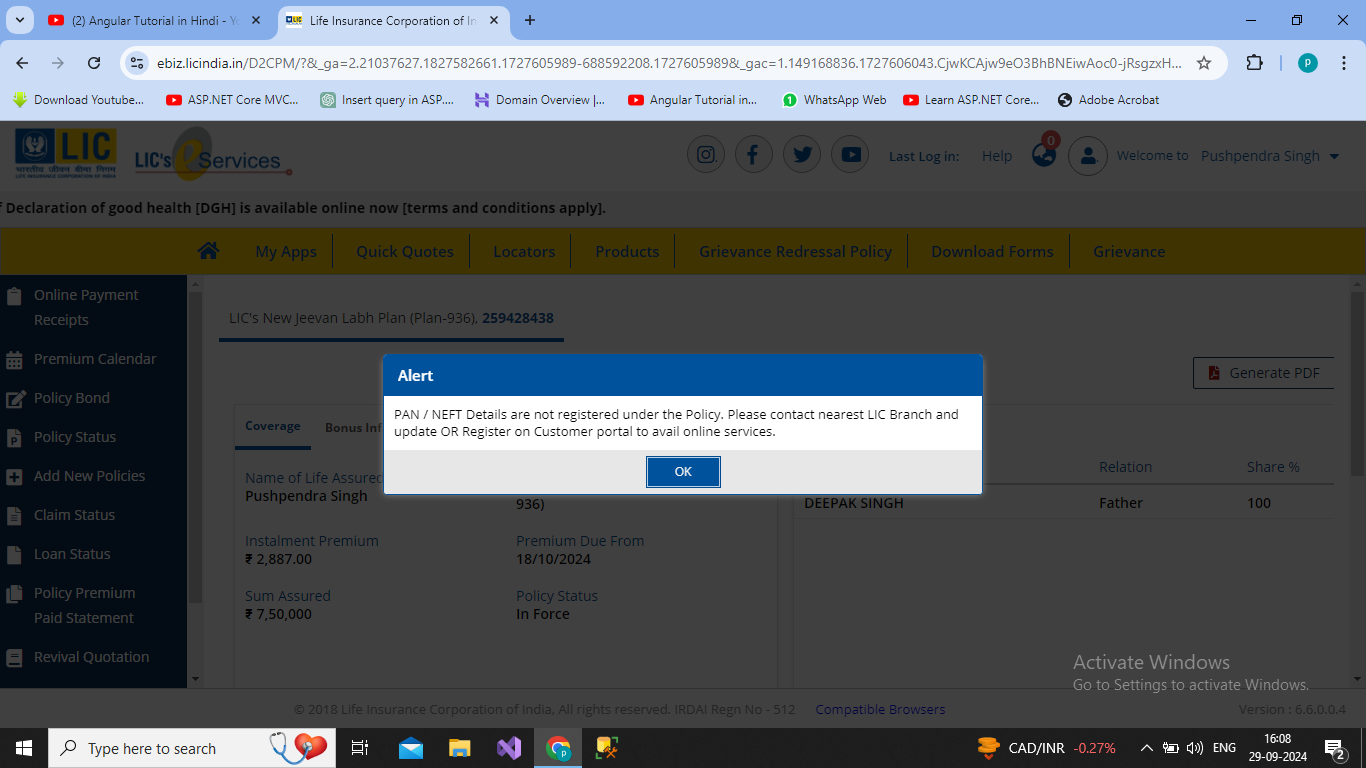 (2) Angular Tutorial in Hindi - Yo
Life Insurance Corporation of In
ebiz.licindia.in/D2CPM/?&_ga=2.21037627.1827582661.1727605989-688592208.1727605989&_gac=1.149168836.1727606043.CjwKCAjw9eO3BhBNEiwAoc0-jRsgzxH...
p
Download Youtube...
ASP.NET Core MVC...
Insert query in ASP....
Domain Overview |...
Angular Tutorial in...
WhatsApp Web
Learn ASP.NET Core...
Adobe Acrobat
LIC
भारतीय जीवन बीमा निगम
LIFE INSURANCE CORPORATION OF INDIA
LIC's eServices
Last Log in:
Help
0
Welcome to
Pushpendra Singh
Declaration of good health [DGH] is available online now [terms and conditions apply].
My Apps
Quick Quotes
Locators
Products
Grievance Redressal Policy
Download Forms
Grievance
Online Payment
Receipts
Premium Calendar
Policy Bond
Policy Status
Add New Policies
Claim Status
Loan Status
Policy Premium
Paid Statement
Revival Quotation
LIC's New Jeevan Labh Plan (Plan-936), 259428438
Generate PDF
Alert
PAN / NEFT Details are not registered under the Policy. Please contact nearest LIC Branch and
update OR Register on Customer portal to avail online services.
OK
Coverage
Bonus Inf
Name of Life Assured
Pushpendra Singh
936)
Instalment Premium
₹ 2,887.00
Premium Due From
18/10/2024
Sum Assured
₹ 7,50,000
Policy Status
In Force
Relation
Share %
DEEPAK SINGH
Father
100
Activate Windows
Go to Settings to activate Windows.
© 2018 Life Insurance Corporation of India, All rights reserved. IRDAI Regn No - 512
Compatible Browsers
Version : 6.6.0.0.4
Type here to search
CAD/INR -0.27%
ENG
16:08
29-09-2024
2